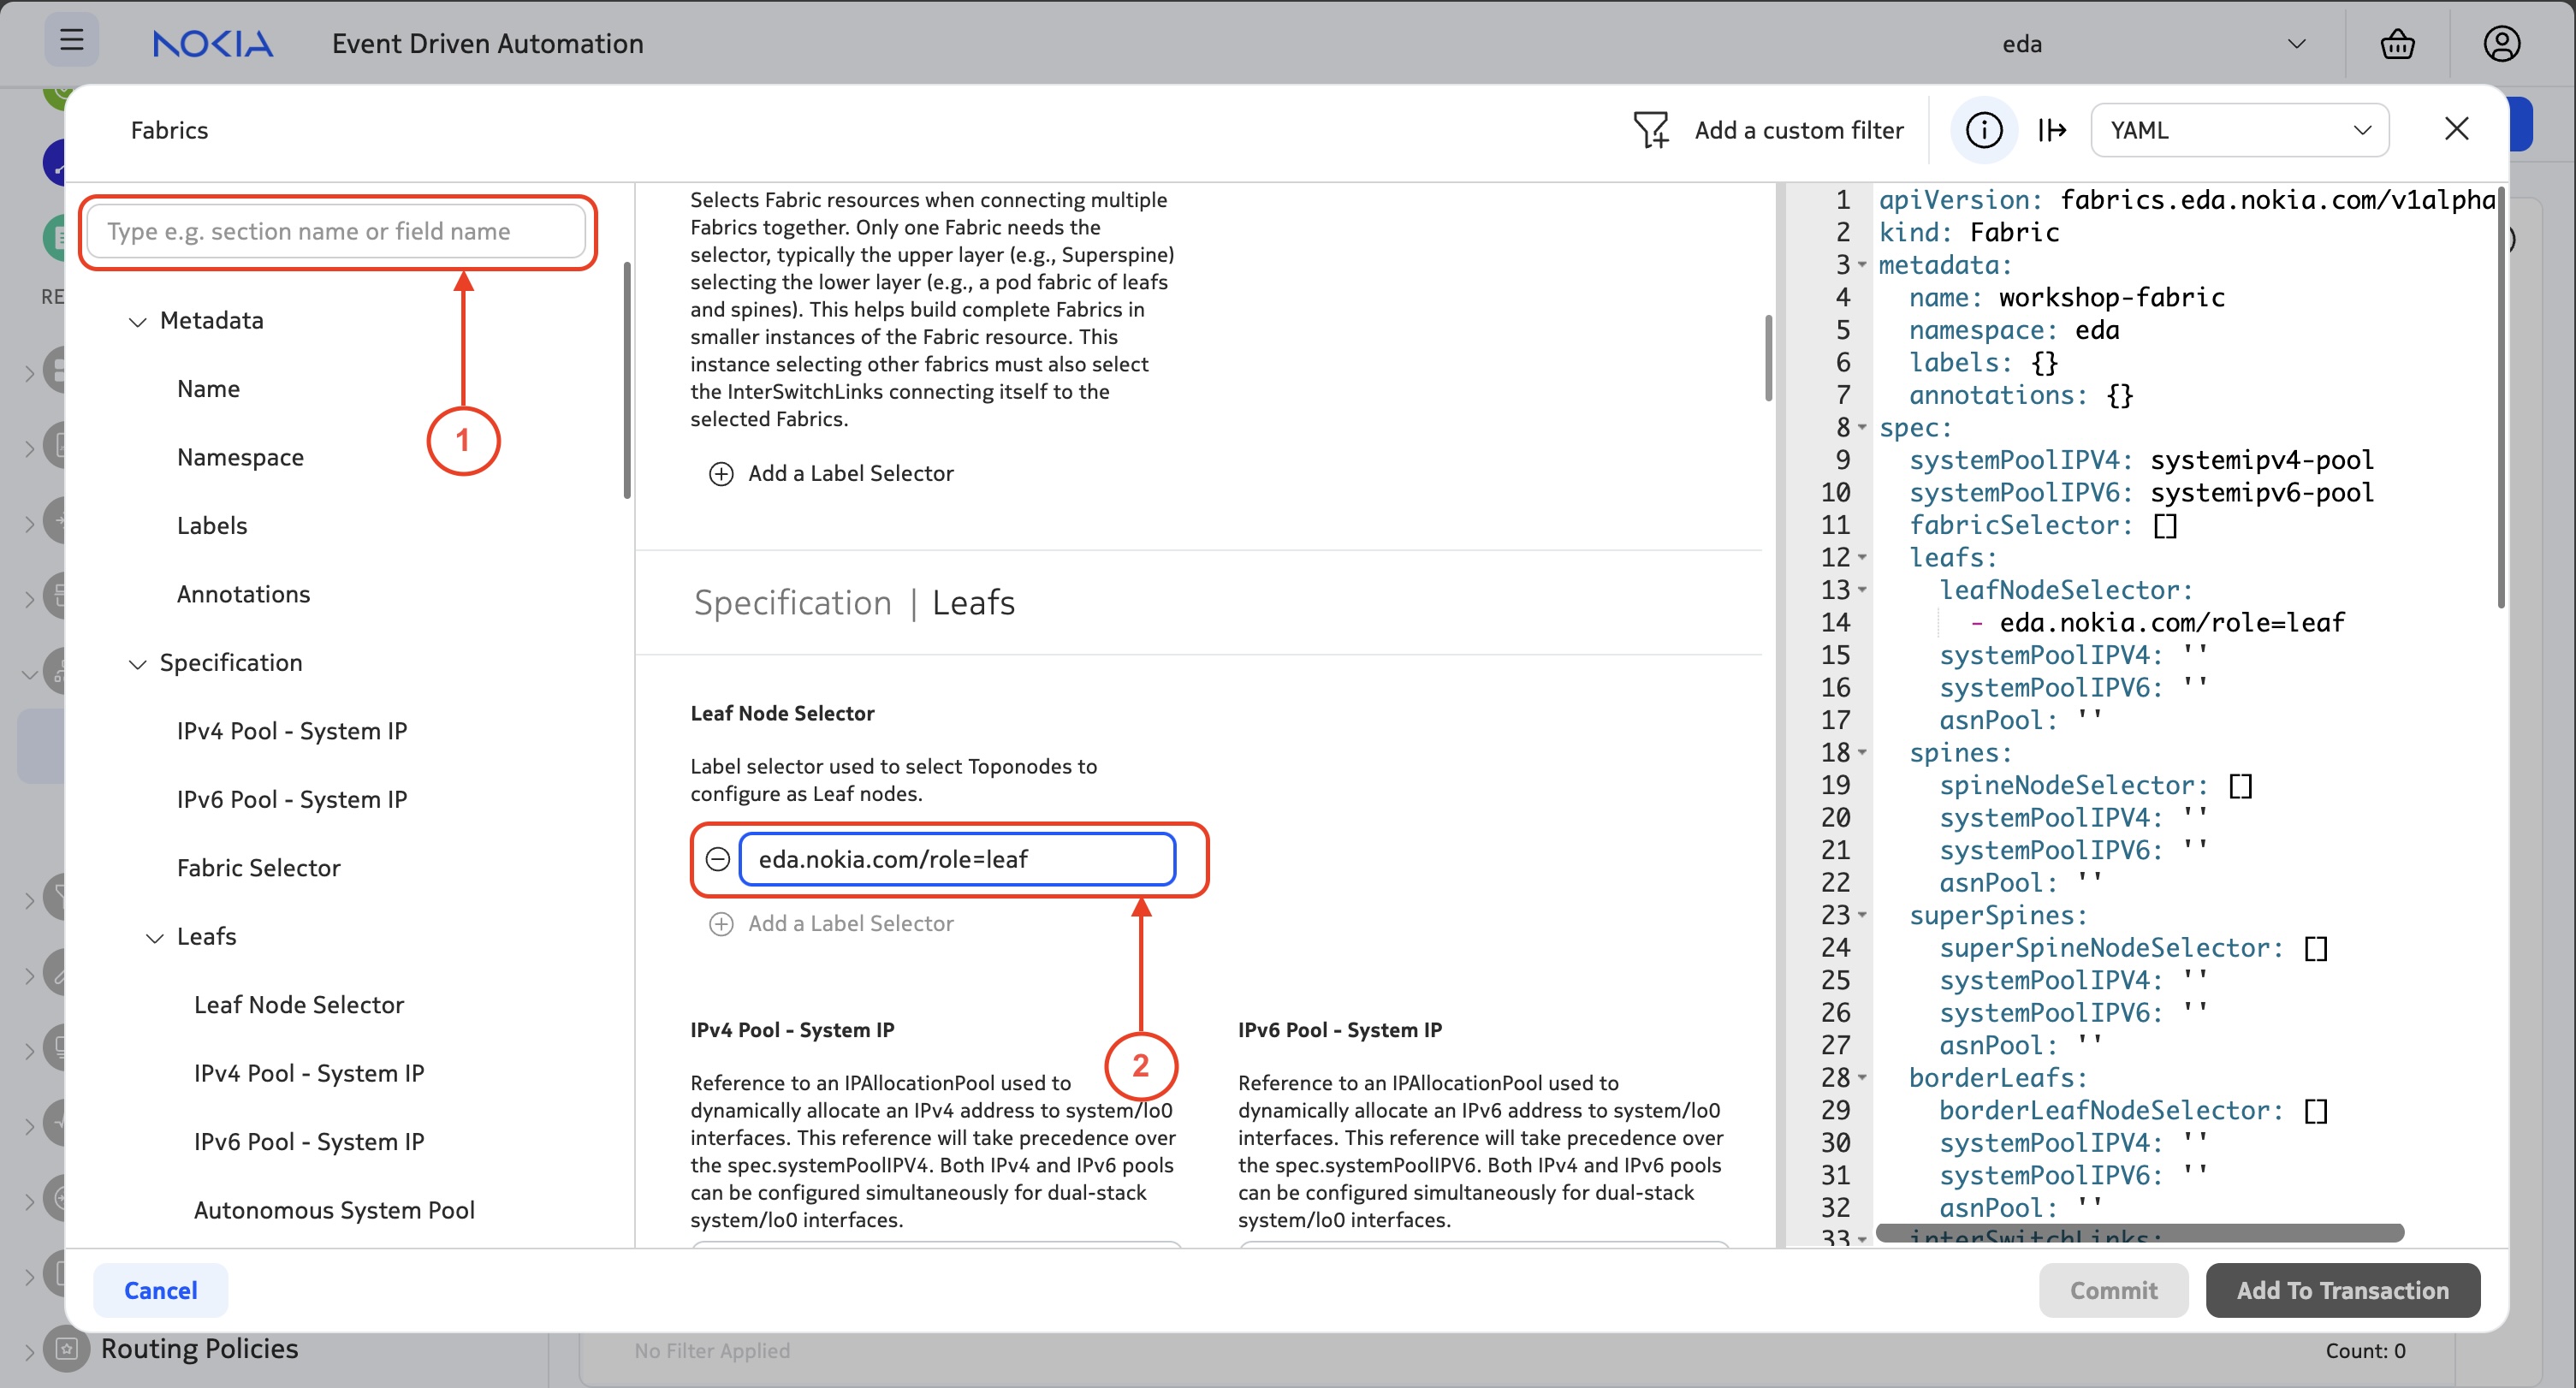 NOKIA
Event Driven Automation
eda
Fabrics
Add a custom filter
YAML
Type e.g. section name or field name
1
RE
Metadata
Name
Namespace
Labels
Annotations
Specification
IPv4 Pool - System IP
IPv6 Pool - System IP
Fabric Selector
Leafs
Leaf Node Selector
IPv4 Pool - System IP
IPv6 Pool - System IP
Autonomous System Pool
Selects Fabric resources when connecting multiple
Fabrics together. Only one Fabric needs the
selector, typically the upper layer (e.g., Superspine)
selecting the lower layer (e.g., a pod fabric of leafs
and spines). This helps build complete Fabrics in
smaller instances of the Fabric resource. This
instance selecting other fabrics must also select
the InterSwitchLinks connecting itself to the
selected Fabrics.
Add a Label Selector
Specification | Leafs
Leaf Node Selector
Label selector used to select Toponodes to
configure as Leaf nodes.
eda.nokia.com/role=leaf
Add a Label Selector
2
IPv4 Pool - System IP
Reference to an IPAllocationPool used to
dynamically allocate an IPv4 address to system/lo0
interfaces. This reference will take precedence over
the spec.systemPoolIPV4. Both IPv4 and IPv6 pools
can be configured simultaneously for dual-stack
system/lo0 interfaces.
IPv6 Pool - System IP
Reference to an IPAllocationPool used to
dynamically allocate an IPv6 address to system/lo0
interfaces. This reference will take precedence over
the spec.systemPoolIPV6. Both IPv4 and IPv6 pools
can be configured simultaneously for dual-stack
system/lo0 interfaces.
1 apiVersion: fabrics.eda.nokia.com/v1alpha
2 kind: Fabric
3 metadata:
4 name: workshop-fabric
5 namespace: eda
6 labels: {}
7 annotations: {}
8 spec:
9 systemPoolIPV4: systemipv4-pool
10 systemPoolIPV6: systemipv6-pool
11 fabricSelector: []
12 leafs:
13 leafNodeSelector:
14 - eda.nokia.com/role=leaf
15 systemPoolIPV4: ''
16 systemPoolIPV6: ''
17 asnPool: ''
18 spines:
19 spineNodeSelector: []
20 systemPoolIPV4: ''
21 systemPoolIPV6: ''
22 asnPool: ''
23 superSpines:
24 superSpineNodeSelector: []
25 systemPoolIPV4: ''
26 systemPoolIPV6: ''
27 asnPool: ''
28 borderLeafs:
29 borderLeafNodeSelector: []
30 systemPoolIPV4: ''
31 systemPoolIPV6: ''
32 asnPool: ''
33 interSwitchLinks:
Cancel
Commit
Add To Transaction
Routing Policies
No Filter Applied
Count: 0